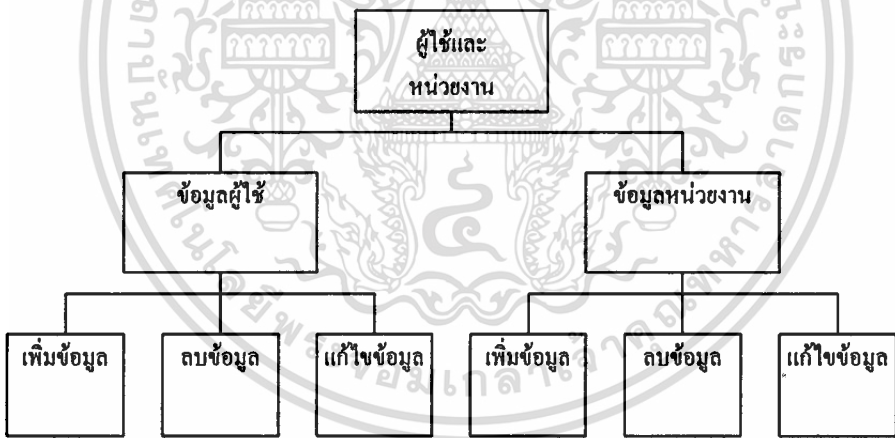 ผู้ใช้และ
หน่วยงาน
ข้อมูลผู้ใช้
ข้อมูลหน่วยงาน
เพิ่มข้อมูล
ลบข้อมูล
แก้ไขข้อมูล
เพิ่มข้อมูล
ลบข้อมูล
แก้ไขข้อมูล